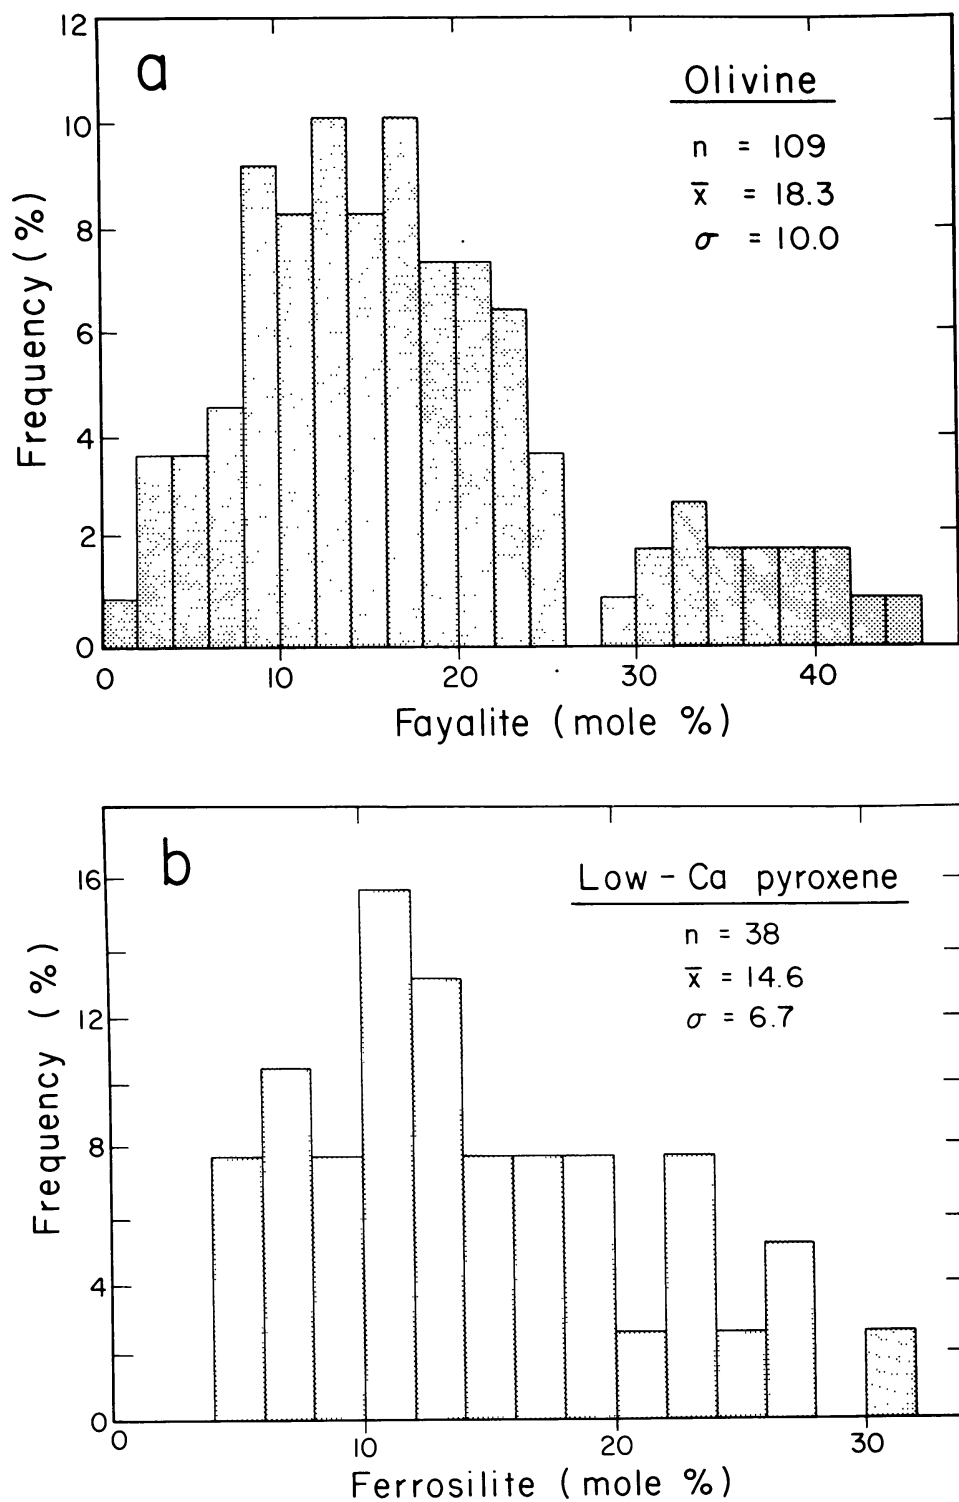 a
Olivine
n = 109
x̄ = 18.3
σ = 10.0
12
10
8
6
4
2
0
Frequency (%)
0 10 20 30 40
Fayalite (mole %)
b
Low-Ca pyroxene
n = 38
x̄ = 14.6
σ = 6.7
16
12
8
4
0
Frequency (%)
0 10 20 30
Ferrosilite (mole %)